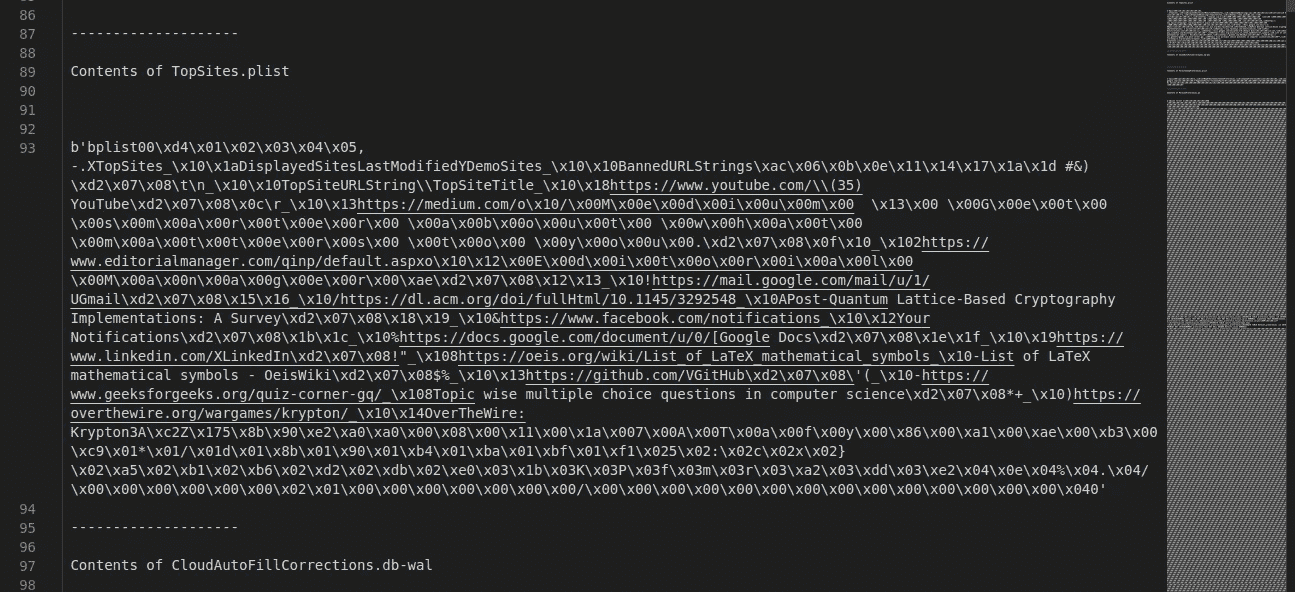 86
87 --------------------
88
89 Contents of TopSites.plist
90
91
92
93 b'bplist00\xd4\x01\x02\x03\x04\x05,
-.XTopSites_\x10\x1aDisplayedSitesLastModifiedYDemoSites_\x10\x10BannedURLStrings\xac\x06\x0b\x0e\x11\x14\x17\x1a\x1d #&)
\xd2\x07\x08\t\n_\x10\x10TopSiteURLString\\TopSiteTitle_\x10\x18https://www.youtube.com/\\(35)
YouTube\xd2\x07\x08\x0c\r_\x10\x13https://medium.com/o\x10/\x00M\x00e\x00d\x00i\x00u\x00m\x00  \x13\x00 \x00G\x00e\x00t\x00
\x00s\x00m\x00a\x00r\x00t\x00e\x00r\x00 \x00a\x00b\x00o\x00u\x00t\x00 \x00w\x00h\x00a\x00t\x00
\x00m\x00a\x00t\x00t\x00e\x00r\x00s\x00 \x00t\x00o\x00 \x00y\x00o\x00u\x00.\xd2\x07\x08\x0f\x10_\x102https://
www.editorialmanager.com/qinp/default.aspxo\x10\x12\x00E\x00d\x00i\x00t\x00o\x00r\x00i\x00a\x00l\x00
\x00M\x00a\x00n\x00a\x00g\x00e\x00r\x00\xae\xd2\x07\x08\x12\x13_\x10!https://mail.google.com/mail/u/1/
UGmail\xd2\x07\x08\x15\x16_\x10/https://dl.acm.org/doi/fullHtml/10.1145/3292548_\x10APost-Quantum Lattice-Based Cryptography
Implementations: A Survey\xd2\x07\x08\x18\x19_\x10&https://www.facebook.com/notifications_\x10\x12Your
Notifications\xd2\x07\x08\x1b\x1c_\x10%https://docs.google.com/document/u/0/[Google Docs\xd2\x07\x08\x1e\x1f_\x10\x19https://
www.linkedin.com/XLinkedIn\xd2\x07\x08!"_\x108https://oeis.org/wiki/List_of_LaTeX_mathematical_symbols_\x10-List of LaTeX
mathematical symbols - OeisWiki\xd2\x07\x08$%_\x10\x13https://github.com/VGitHub\xd2\x07\x08\'(_\x10-https://
www.geeksforgeeks.org/quiz-corner-gq/_\x108Topic wise multiple choice questions in computer science\xd2\x07\x08*+_\x10)https://
overthewire.org/wargames/krypton/_\x10\x14OverTheWire:
Krypton3A\xc2Z\x175\x8b\x90\xe2\xa0\xa0\x00\x08\x00\x11\x00\x1a\x007\x00A\x00T\x00a\x00f\x00y\x00\x86\x00\xa1\x00\xae\x00\xb3\x00
\xc9\x01*\x01/\x01d\x01\x8b\x01\x90\x01\xb4\x01\xba\x01\xbf\x01\xf1\x025\x02:\x02c\x02x\x02}
\x02\xa5\x02\xb1\x02\xb6\x02\xd2\x02\xdb\x02\xe0\x03\x1b\x03K\x03P\x03f\x03m\x03r\x03\xa2\x03\xdd\x03\xe2\x04\x0e\x04%\x04.\x04/
\x00\x00\x00\x00\x00\x00\x02\x01\x00\x00\x00\x00\x00\x00\x00/\x00\x00\x00\x00\x00\x00\x00\x00\x00\x00\x00\x00\x00\x00\x040'
94
95 --------------------
96
97 Contents of CloudAutoFillCorrections.db-wal
98